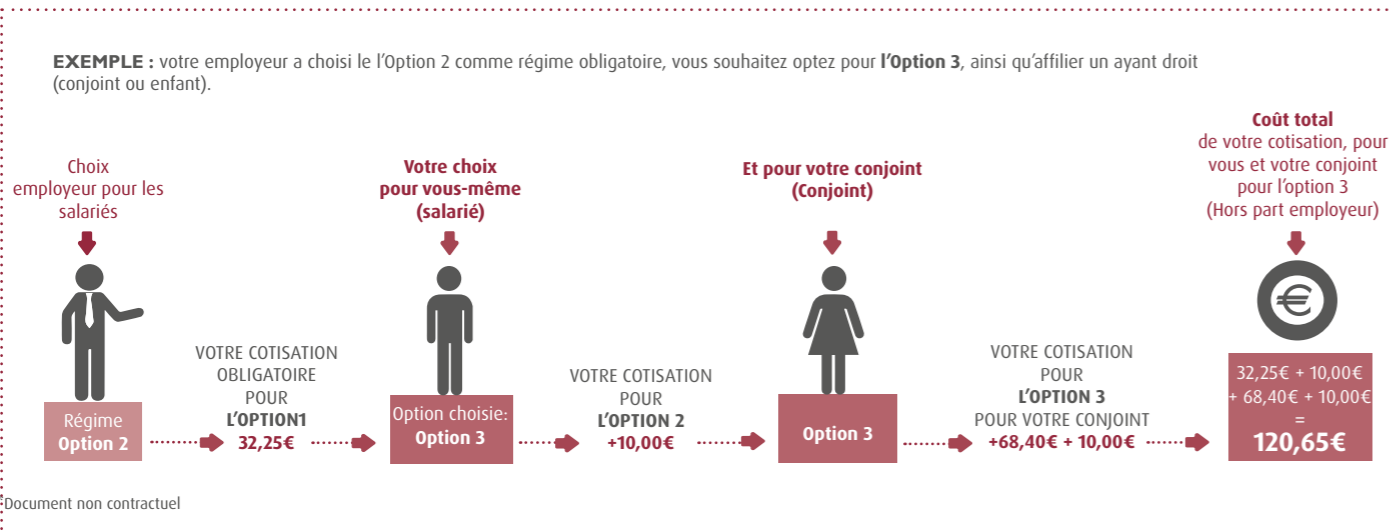 EXEMPLE : votre employeur a choisi le l'Option 2 comme régime obligatoire, vous souhaitez optez pour l'Option 3, ainsi qu'affilier un ayant droit
(conjoint ou enfant).
Choix
employeur pour les
salariés
Régime
Option 2
VOTRE COTISATION
OBLIGATOIRE
POUR
L'OPTION1
32,25€
Votre choix
pour vous-même
(salarié)
Option choisie:
Option 3
VOTRE COTISATION
POUR
L'OPTION 2
+10,00€
Et pour votre conjoint
(Conjoint)
Option 3
VOTRE COTISATION
POUR
L'OPTION 3
POUR VOTRE CONJOINT
+68,40€ + 10,00€
Coût total
de votre cotisation, pour
vous et votre conjoint
pour l'option 3
(Hors part employeur)
€
32,25€ + 10,00€
+ 68,40€ + 10,00€
=
120,65€
*Document non contractuel